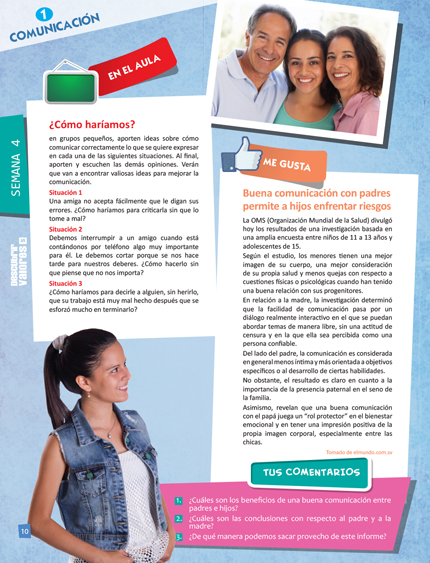 1
COMUNICACIÓN
EN EL AULA
SEMANA 4
DESCUBRIR
VALORES 3
¿Cómo haríamos?
en grupos pequeños, aporten ideas sobre cómo
comunicar correctamente lo que se quiere expresar
en cada una de las siguientes situaciones. Al final,
aporten y escuchen las demás opiniones. Verán
que van a encontrar valiosas ideas para mejorar la
comunicación.
Situación 1
Una amiga no acepta fácilmente que le digan sus
errores. ¿Cómo haríamos para criticarla sin que lo
tome a mal?
Situación 2
Debemos interrumpir a un amigo cuando está
contándonos por teléfono algo muy importante
para él. Le debemos cortar porque se nos hace
tarde para nuestros deberes. ¿Cómo hacerlo sin
que piense que no nos importa?
Situación 3
¿Cómo haríamos para decirle a alguien, sin herirlo,
que su trabajo está muy mal hecho después que se
esforzó mucho en terminarlo?
ME GUSTA
Buena comunicación con padres
permite a hijos enfrentar riesgos
La OMS (Organización Mundial de la Salud) divulgó
hoy los resultados de una investigación basada en
una amplia encuesta entre niños de 11 a 13 años y
adolescentes de 15.
Según el estudio, los menores tienen una mejor
imagen de su cuerpo, una mejor consideración
de su propia salud y menos quejas con respecto a
cuestiones físicas o psicológicas cuando han tenido
una buena relación con sus progenitores.
En relación a la madre, la investigación determinó
que la facilidad de comunicación pasa por un
diálogo realmente interactivo en el que se puedan
abordar temas de manera libre, sin una actitud de
censura y en la que ella sea percibida como una
persona confiable.
Del lado del padre, la comunicación es considerada
en general menos íntima y más orientada a objetivos
específicos o al desarrollo de ciertas habilidades.
No obstante, el resultado es claro en cuanto a la
importancia de la presencia paternal en el seno de
la familia.
Asimismo, revelan que una buena comunicación
con el papá juega un "rol protector" en el bienestar
emocional y en tener una impresión positiva de la
propia imagen corporal, especialmente entre las
chicas.
Tomado de elmundo.com.sv
TUS COMENTARIOS
1. ¿Cuáles son los beneficios de una buena comunicación entre
padres e hijos?
2. ¿Cuáles son las conclusiones con respecto al padre y a la
madre?
3. ¿De qué manera podemos sacar provecho de este informe?
10